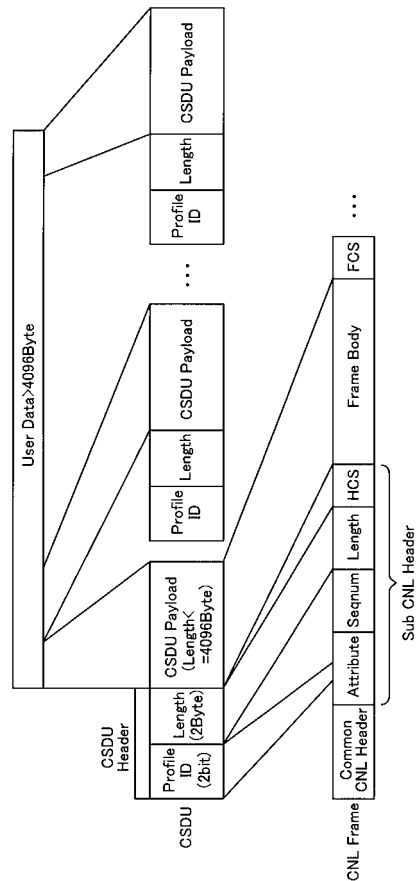 User Data>4096Byte
CSDU
Header
CSDU
Profile
ID
(2bit)
Length
(2Byte)
CSDU Payload
(Length<
=4096Byte)
Profile
ID
Length
CSDU Payload
...
Profile
ID
Length
CSDU Payload
CNL Frame
Common
CNL Header
Attribute
Seqnum
Length
HCS
Frame Body
FCS
...
Sub CNL Header